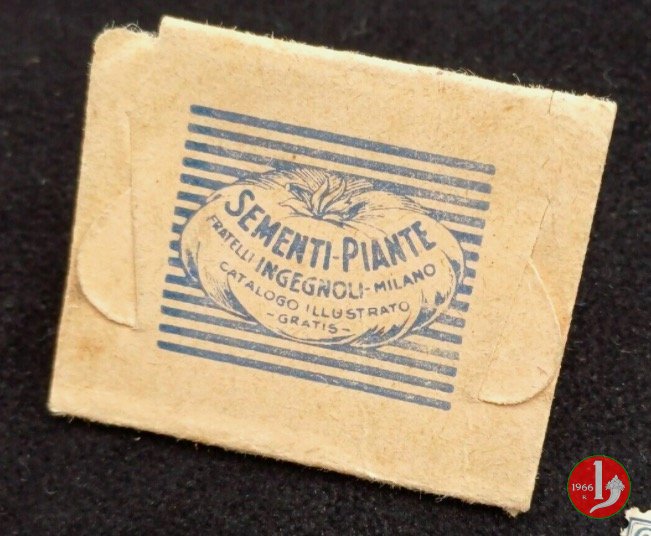 SEMENTI-PIANTE
FRATELLI INGEGNOLI-MILANO
CATALOGO ILLUSTRATO
-GRATIS-
1966
R